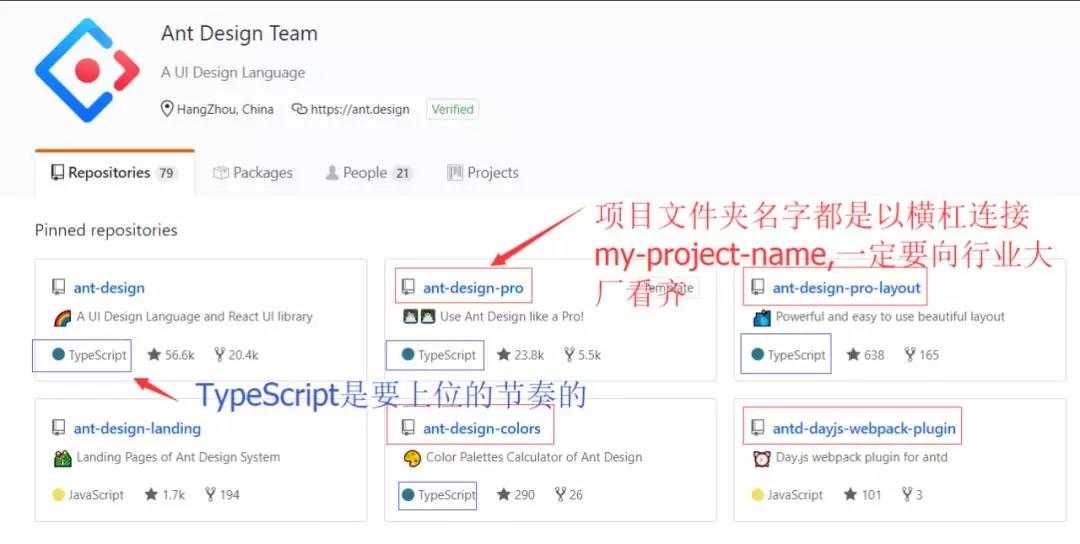 Ant Design Team
A UI Design Language
HangZhou, China https://ant.design Verified
Repositories 79 Packages People 21 Projects
项目文件夹名字都是以横杠连接
my-project-name,一定要向行业大
厂看齐
Pinned repositories
ant-design
A UI Design Language and React UI library
TypeScript 56.6k 20.4k
ant-design-pro Template
Use Ant Design like a Pro!
TypeScript 23.8k 5.5k
ant-design-pro-layout
Powerful and easy to use beautiful layout
TypeScript 638 165
TypeScript是要上位的节奏的
ant-design-landing
Landing Pages of Ant Design System
JavaScript 1.7k 194
ant-design-colors
Color Palettes Calculator of Ant Design
TypeScript 290 26
antd-dayjs-webpack-plugin
Day.js webpack plugin for antd
JavaScript 101 3